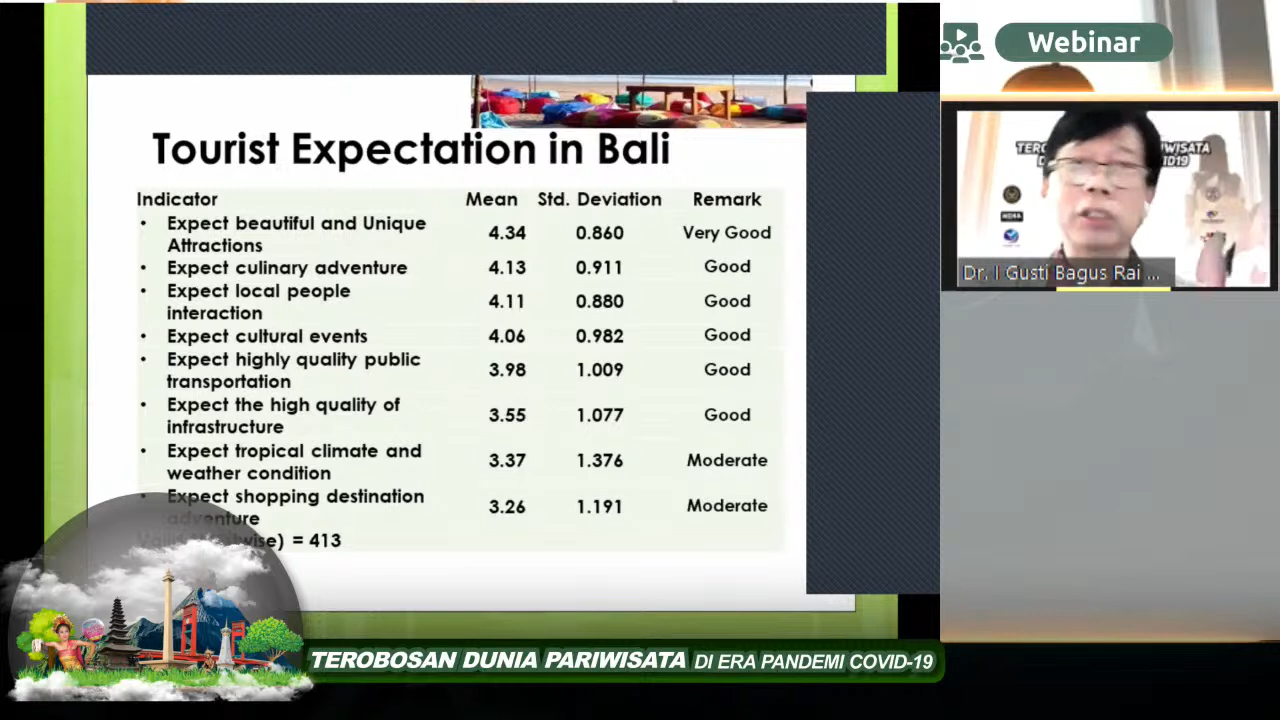 Webinar
Tourist Expectation in Bali
Indicator Mean Std. Deviation Remark
• Expect beautiful and Unique
Attractions 4.34 0.860 Very Good
• Expect culinary adventure 4.13 0.911 Good
• Expect local people
interaction 4.11 0.880 Good
• Expect cultural events 4.06 0.982 Good
• Expect highly quality public
transportation 3.98 1.009 Good
• Expect the high quality of
infrastructure 3.55 1.077 Good
• Expect tropical climate and
weather condition 3.37 1.376 Moderate
• Expect shopping destination
adventure 3.26 1.191 Moderate
= 413
Dr. I Gusti Bagus Rai ...
TEROBOSAN DUNIA PARIWISATA DI ERA PANDEMI COVID-19